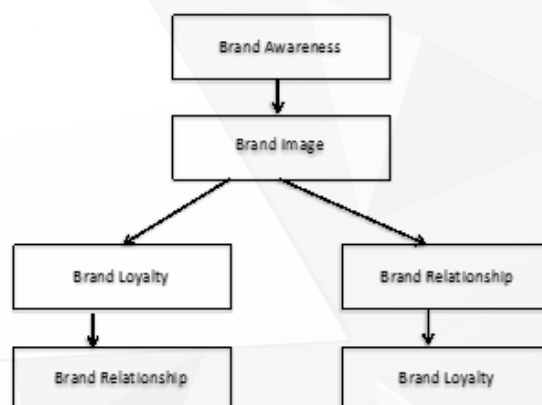 Brand Awareness
Brand Image
Brand Loyalty
Brand Relationship
Brand Relationship
Brand Loyalty